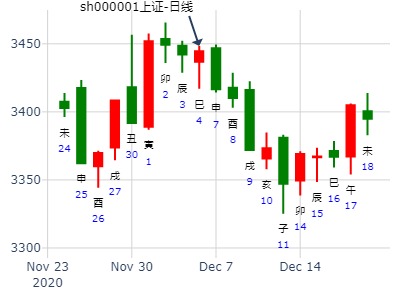 sh000001上证-日线
3450
3400
3350
3300
未
24
申
25
酉
26
戌
27
丑
30
寅
1
卯
2
辰
3
巳
4
申
7
酉
8
戌
9
亥
10
子
11
卯
14
辰
15
巳
16
午
17
未
18
Nov 23
2020
Nov 30
Dec 7
Dec 14